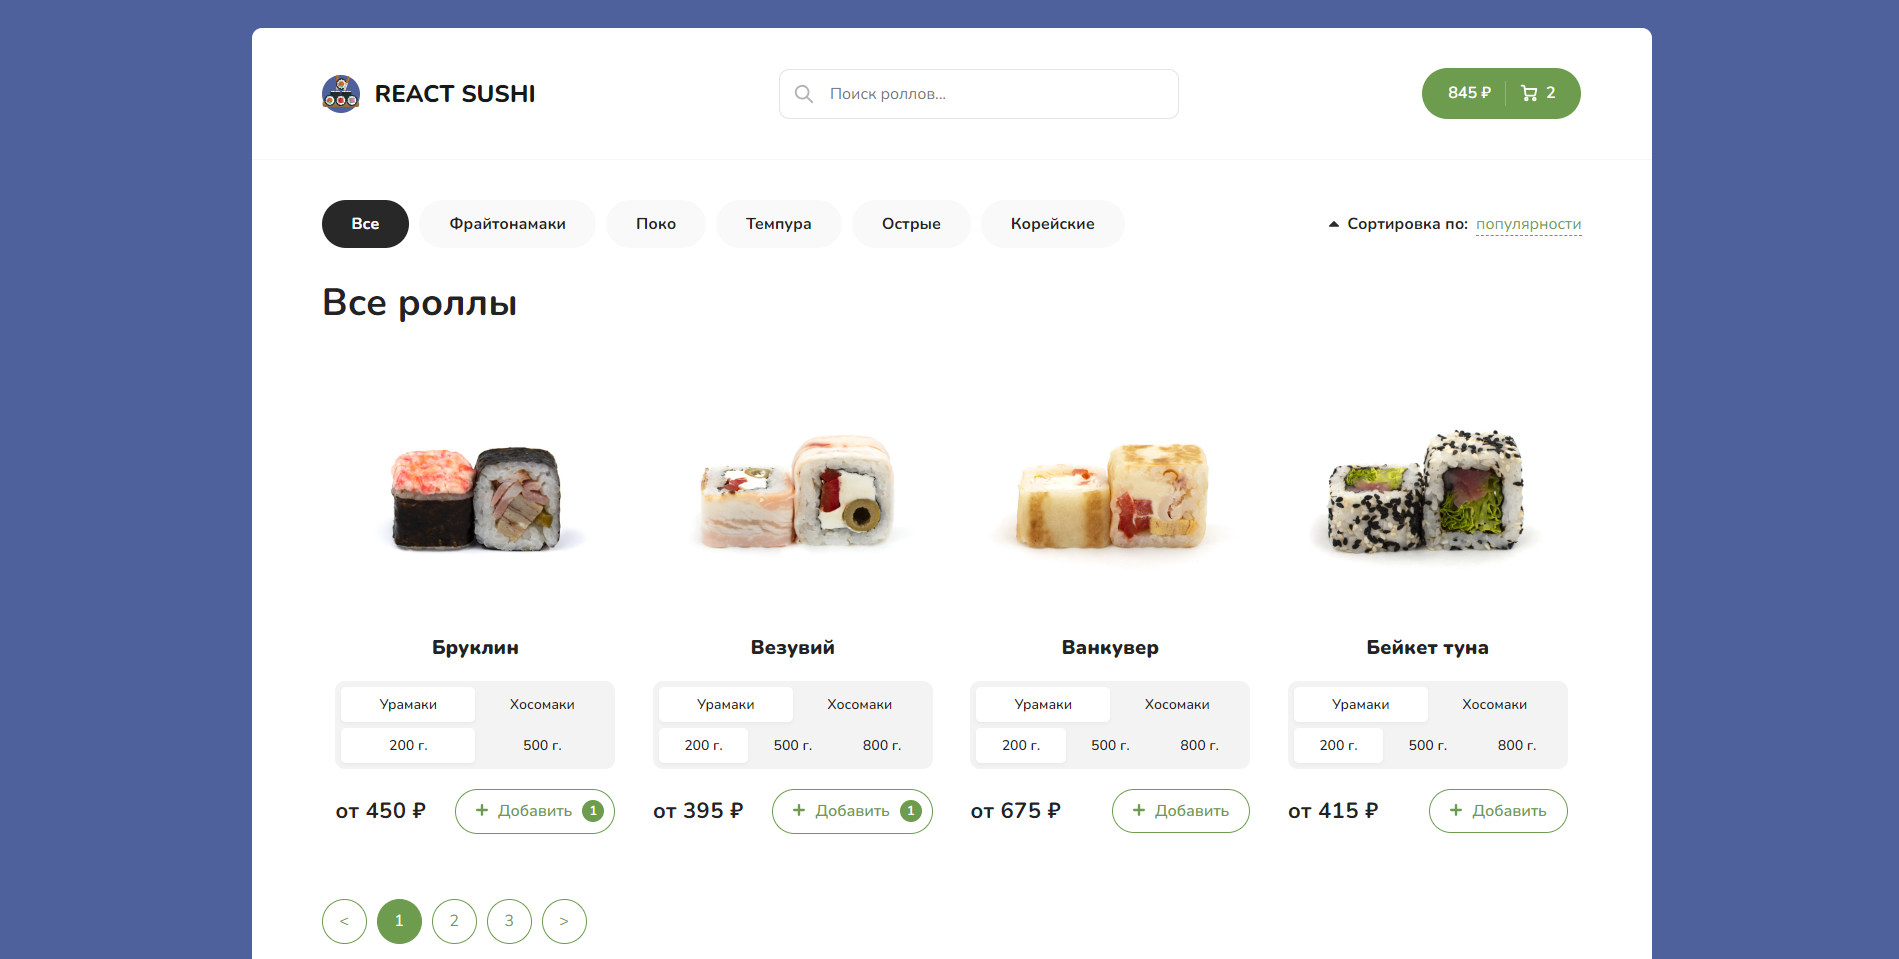 REACT SUSHI
Поиск роллов...
845 ₽ 2
Все Фрайтонамаки Поко Темпура Острые Корейские
Сортировка по: популярности
Все роллы
Бруклин Везувий Ванкувер Бейкет туна
Урамаки Хосомаки Урамаки Хосомаки Урамаки Хосомаки Урамаки Хосомаки
200 г. 500 г. 200 г. 500 г. 800 г. 200 г. 500 г. 800 г. 200 г. 500 г. 800 г.
от 450 ₽ + Добавить 1 от 395 ₽ + Добавить 1 от 675 ₽ + Добавить от 415 ₽ + Добавить
< 1 2 3 >